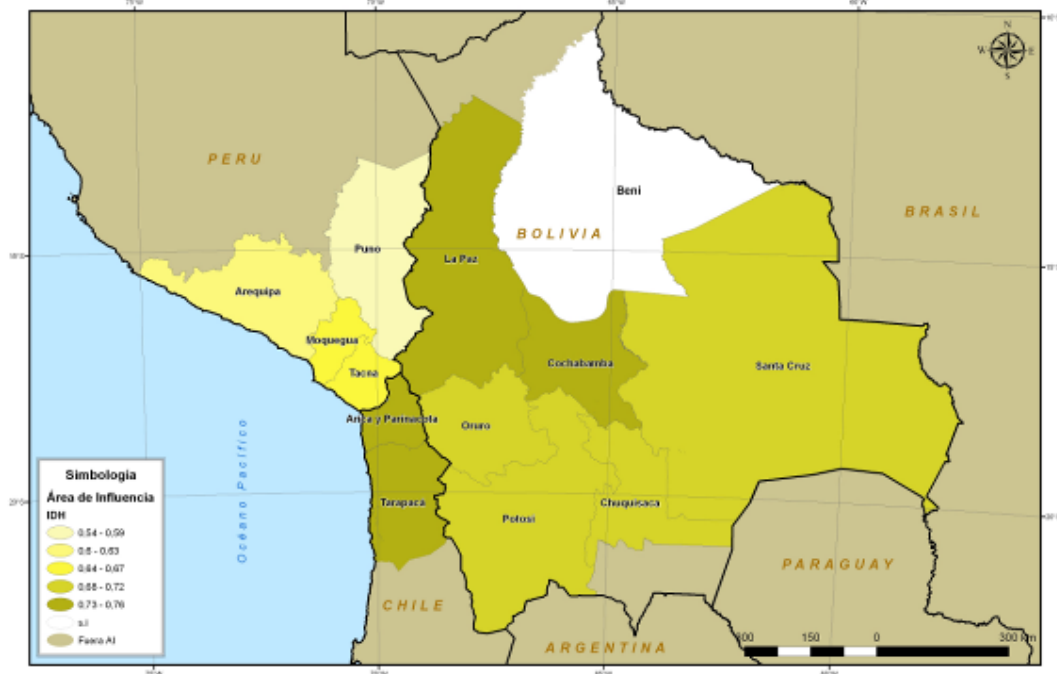 N
W E
S
PERU
BRASIL
Beni
BOLIVIA
Puno
La Paz
Arequipa
Moquegua
Cochabamba
Santa Cruz
Tacna
Arica y Parinacota
Oruro
Océano Pacífico
Tarapaca
Chuquisaca
Potosi
PARAGUAY
CHILE
ARGENTINA
Simbología
Área de Influencia
IDH
0,54 - 0,59
0,6 - 0,63
0,64 - 0,67
0,68 - 0,72
0,73 - 0,76
s.i
Fuera AI
300 150 0 300 km